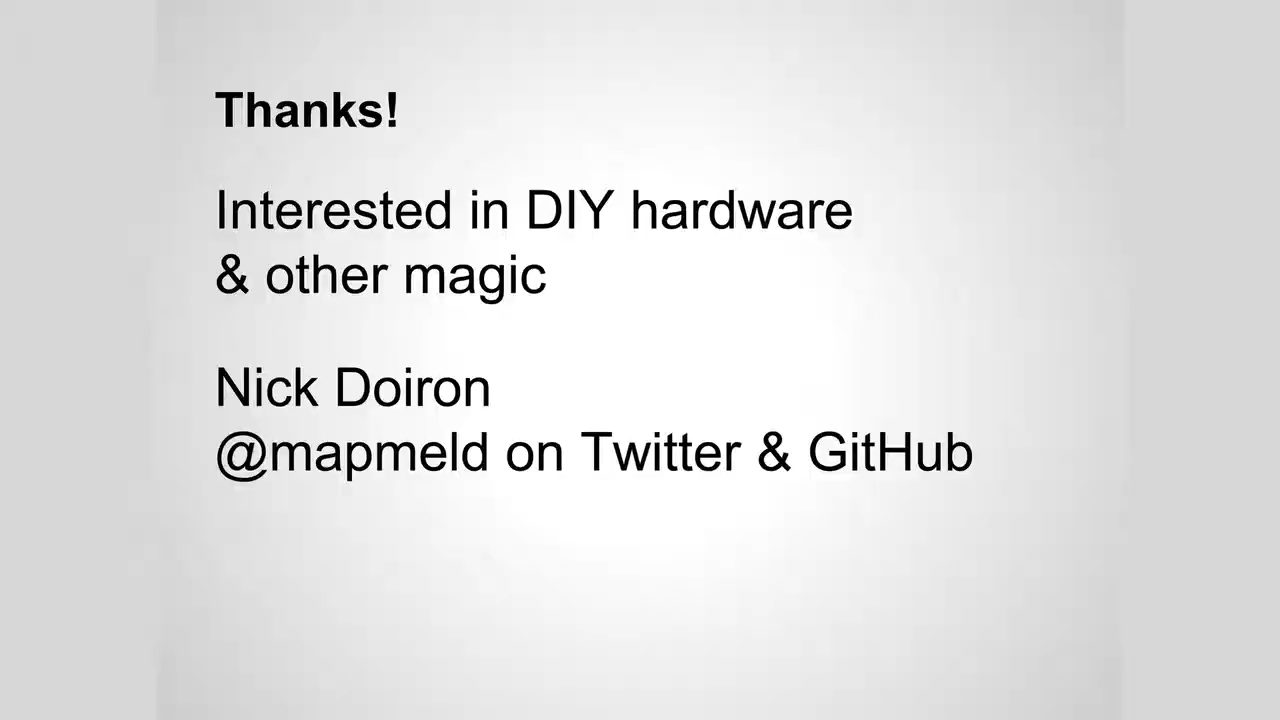 Thanks!
Interested in DIY hardware
& other magic
Nick Doiron
@mapmeld on Twitter & GitHub